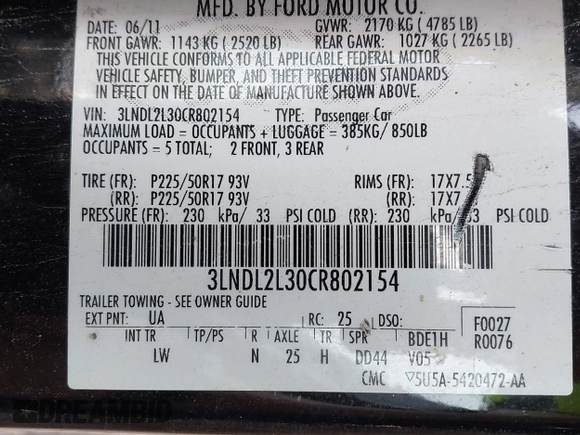 MFD. BY FORD MOTOR CO.
DATE: 06/11 GVWR: 2170 KG ( 4785 LB)
FRONT GAWR: 1143 KG ( 2520 LB) REAR GAWR: 1027 KG ( 2265 LB)
THIS VEHICLE CONFORMS TO ALL APPLICABLE FEDERAL MOTOR
VEHICLE SAFETY, BUMPER, AND THEFT PREVENTION STANDARDS
IN EFFECT ON THE DATE OF MANUFACTURE SHOWN ABOVE.
VIN: 3LNDL2L30CR802154 TYPE: Passenger Car
MAXIMUM LOAD = OCCUPANTS + LUGGAGE = 385KG/ 850LB
OCCUPANTS = 5 TOTAL: 2 FRONT, 3 REAR
TIRE (FR): P225/50R17 93V RIMS (FR): 17X7.5
(RR): P225/50R17 93V (RR): 17X7
PRESSURE (FR): 230 kPa/ 33 PSI COLD (RR): 230 kPa/ 33 PSI COLD
3LNDL2L30CR802154
TRAILER TOWING - SEE OWNER GUIDE
EXT PNT: UA RC: 25 DSO: F0027
INT TR TP/PS R AXLE TR SPR BDE1H R0076
LW N 25 H DD44 V05
CMC ▽5U5A-5420472-AA
DREAMBID